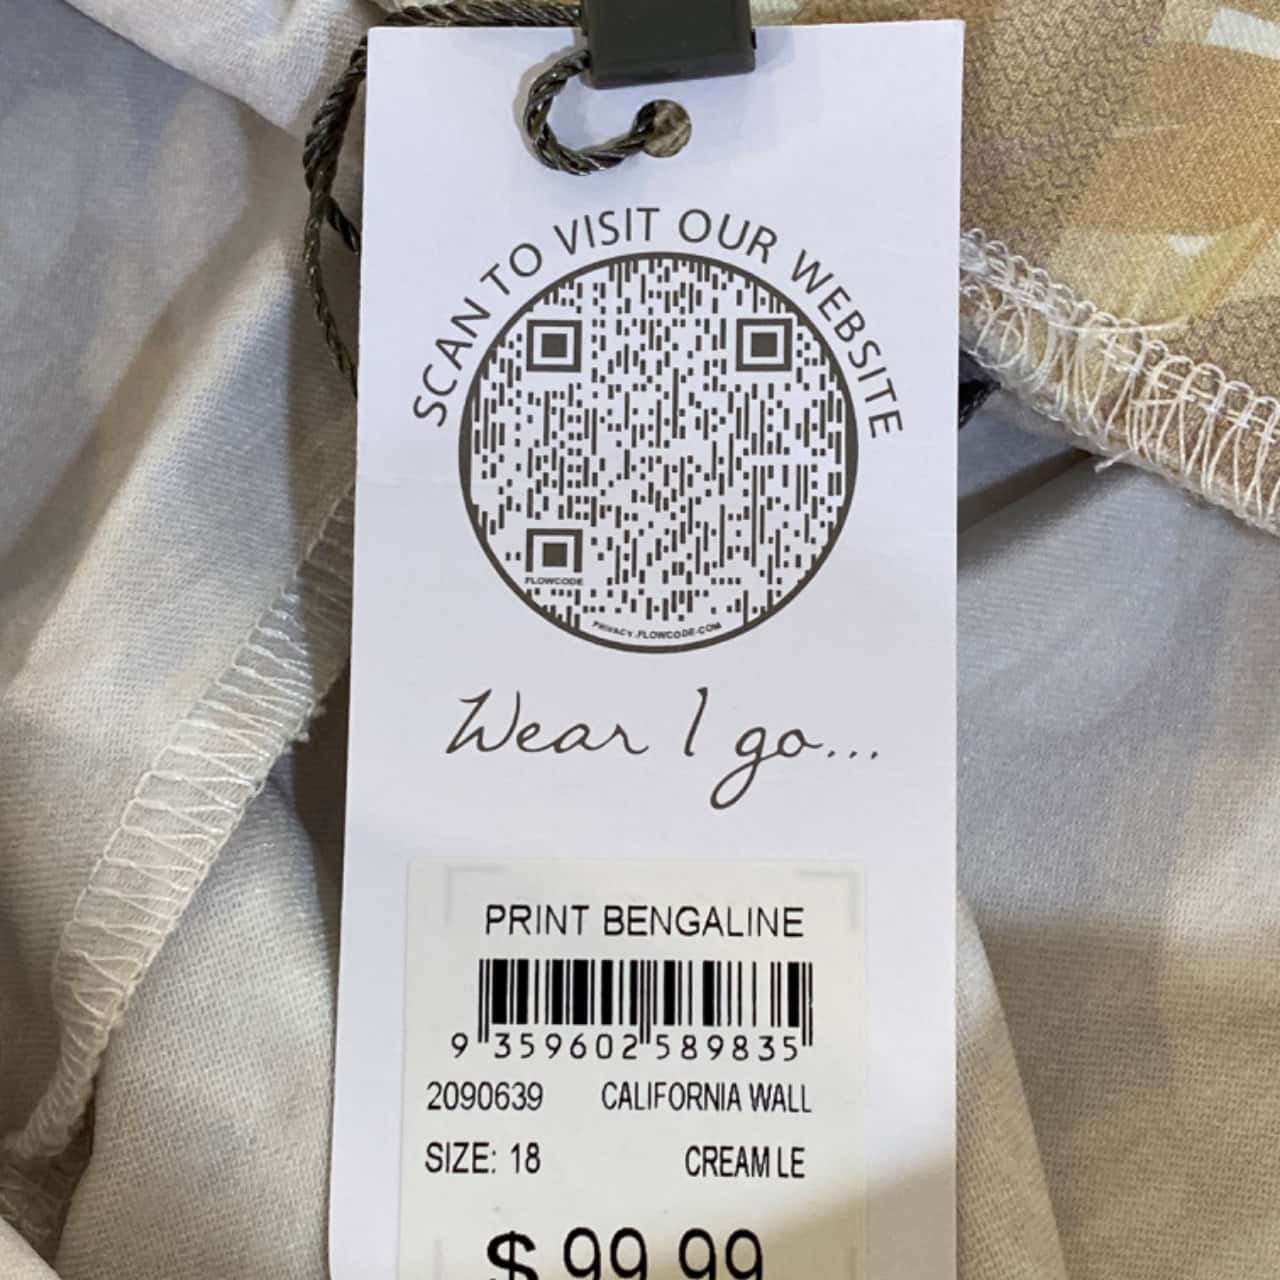 SCAN TO VISIT OUR WEBSITE
FLOWCODE
PRIVACY.FLOWCODE.COM
Wear I go...
PRINT BENGALINE
9 359602 589835
2090639 CALIFORNIA WALL
SIZE: 18 CREAM LE
$ 99.99